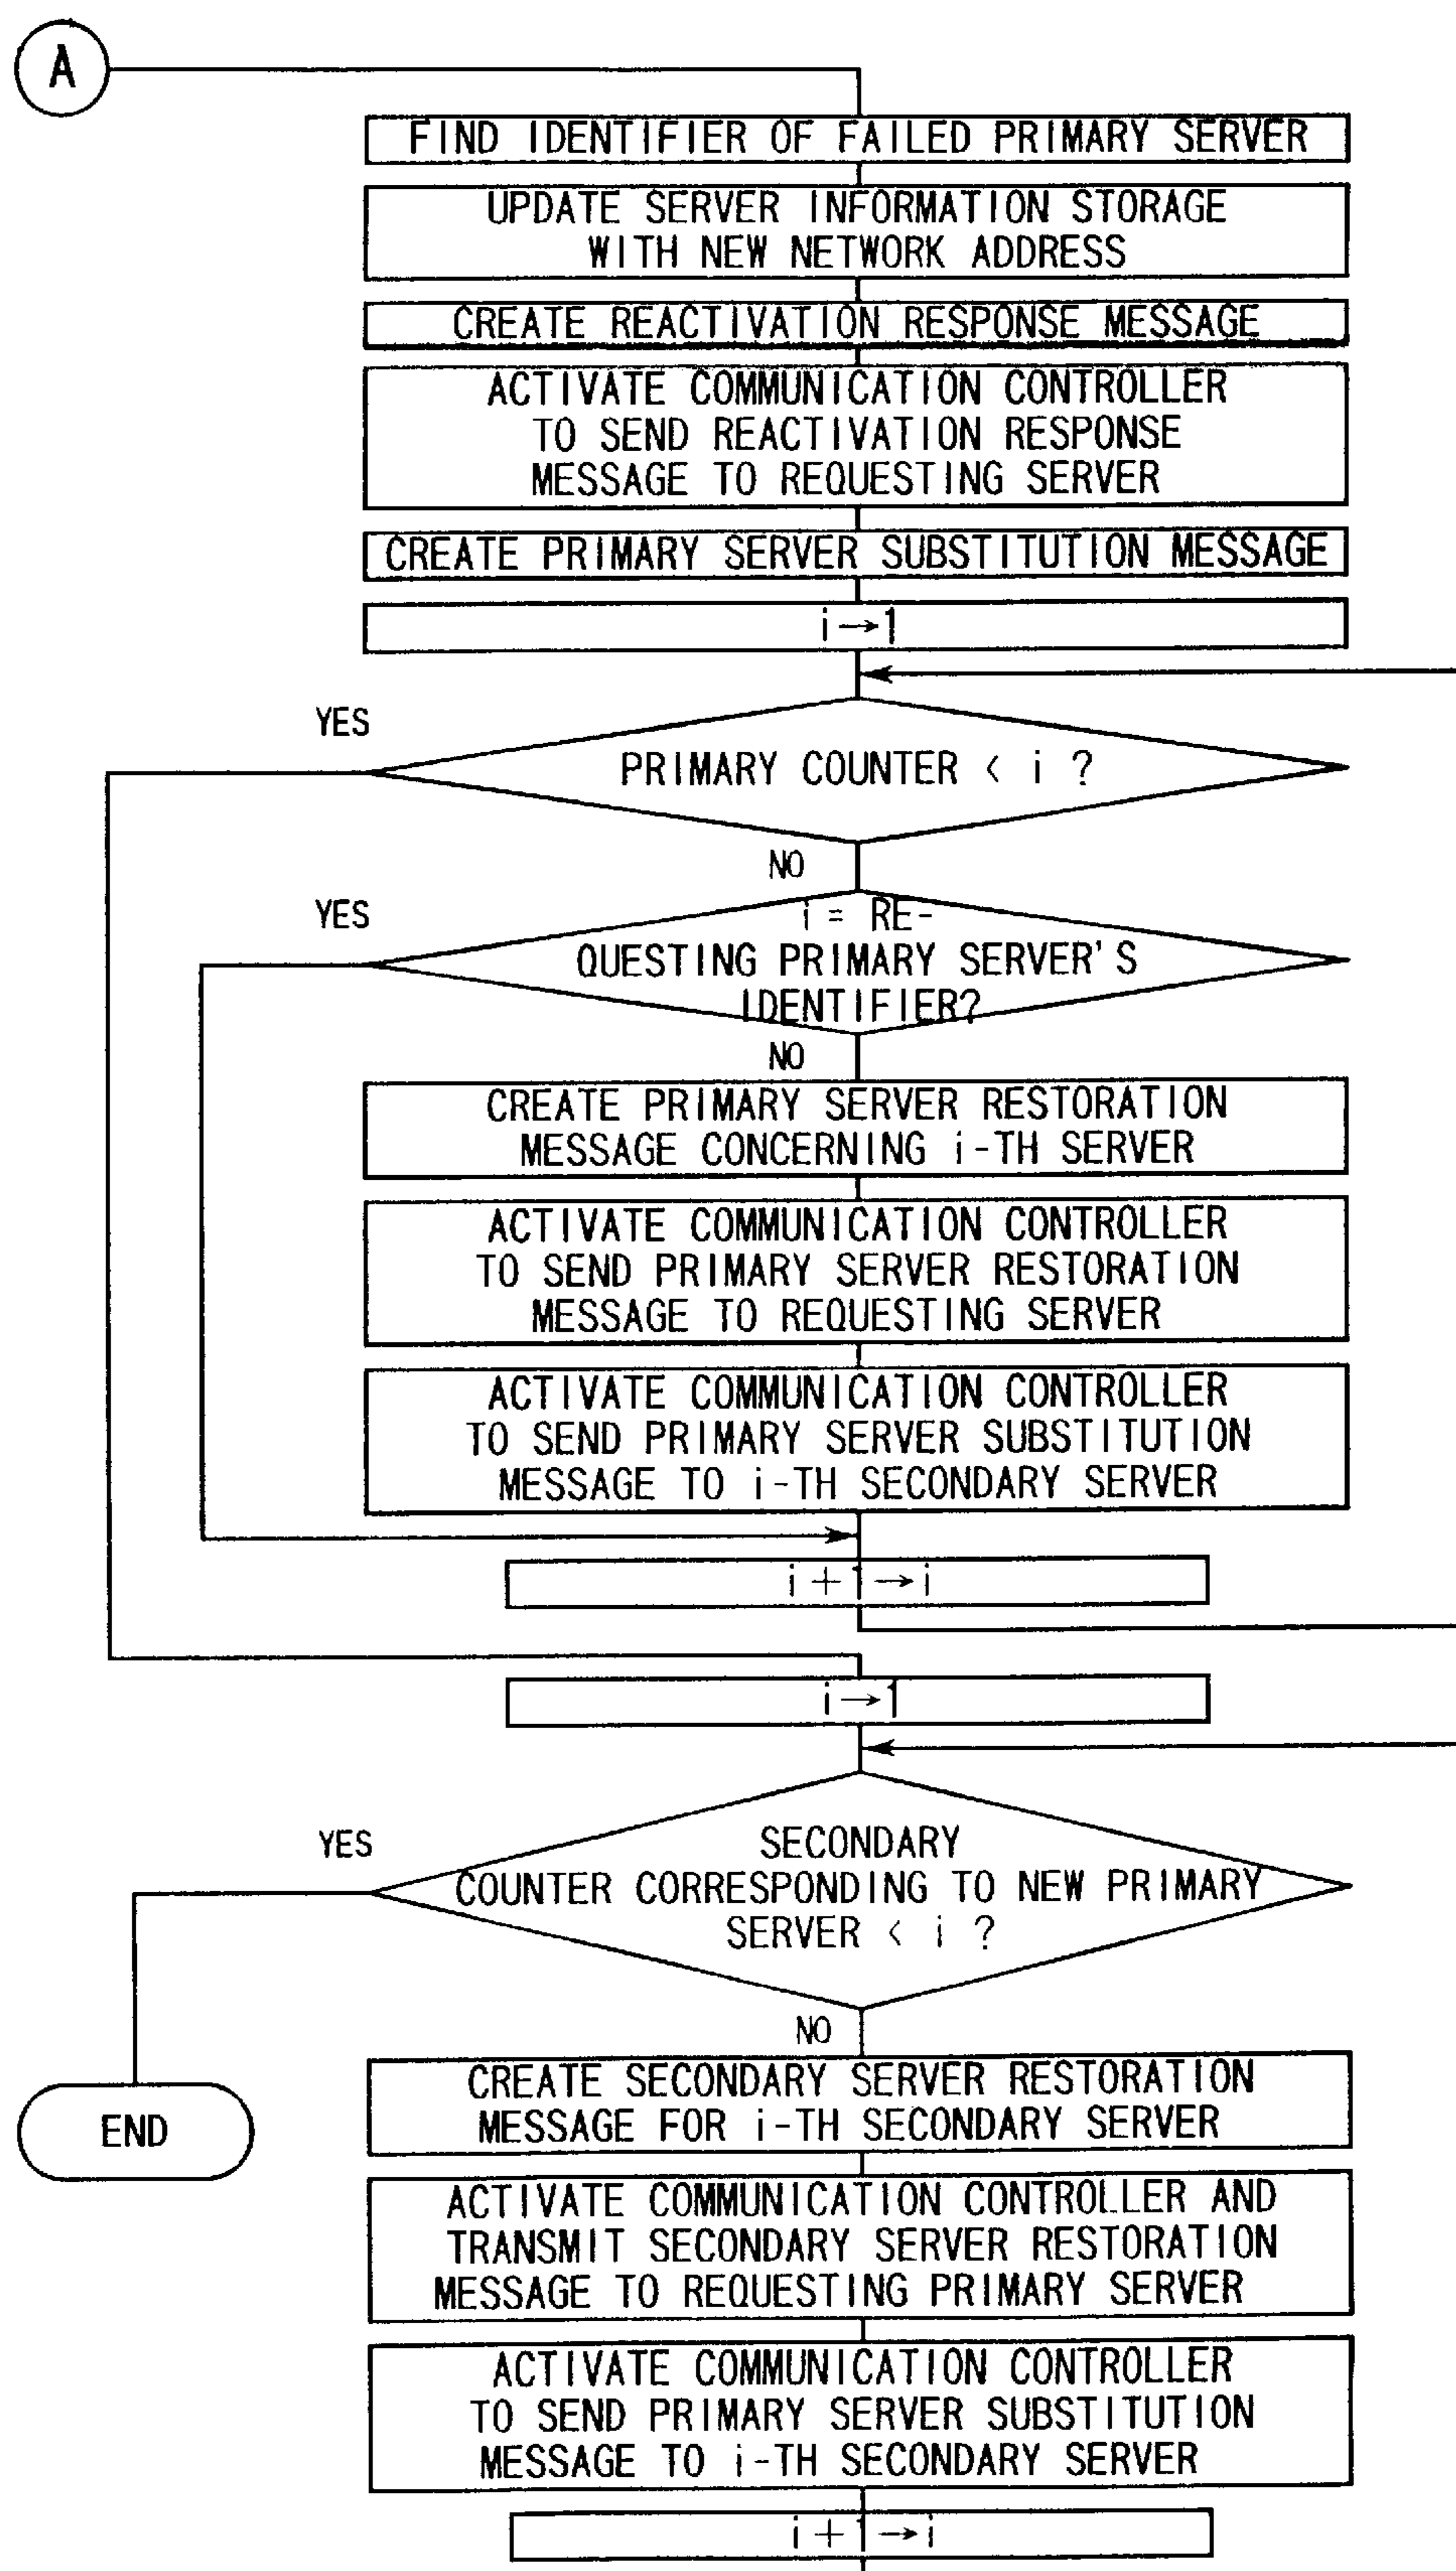 A
FIND IDENTIFIER OF FAILED PRIMARY SERVER
UPDATE SERVER INFORMATION STORAGE
WITH NEW NETWORK ADDRESS
CREATE REACTIVATION RESPONSE MESSAGE
ACTIVATE COMMUNICATION CONTROLLER
TO SEND REACTIVATION RESPONSE
MESSAGE TO REQUESTING SERVER
CREATE PRIMARY SERVER SUBSTITUTION MESSAGE
i→1
YES
PRIMARY COUNTER < i ?
NO
YES
i = RE-
QUESTING PRIMARY SERVER'S
IDENTIFIER?
NO
CREATE PRIMARY SERVER RESTORATION
MESSAGE CONCERNING i-TH SERVER
ACTIVATE COMMUNICATION CONTROLLER
TO SEND PRIMARY SERVER RESTORATION
MESSAGE TO REQUESTING SERVER
ACTIVATE COMMUNICATION CONTROLLER
TO SEND PRIMARY SERVER SUBSTITUTION
MESSAGE TO i-TH SECONDARY SERVER
i+1→i
i→1
YES
SECONDARY
COUNTER CORRESPONDING TO NEW PRIMARY
SERVER < i ?
NO
CREATE SECONDARY SERVER RESTORATION
MESSAGE FOR i-TH SECONDARY SERVER
END
ACTIVATE COMMUNICATION CONTROLLER AND
TRANSMIT SECONDARY SERVER RESTORATION
MESSAGE TO REQUESTING PRIMARY SERVER
ACTIVATE COMMUNICATION CONTROLLER
TO SEND PRIMARY SERVER SUBSTITUTION
MESSAGE TO i-TH SECONDARY SERVER
i+1→i